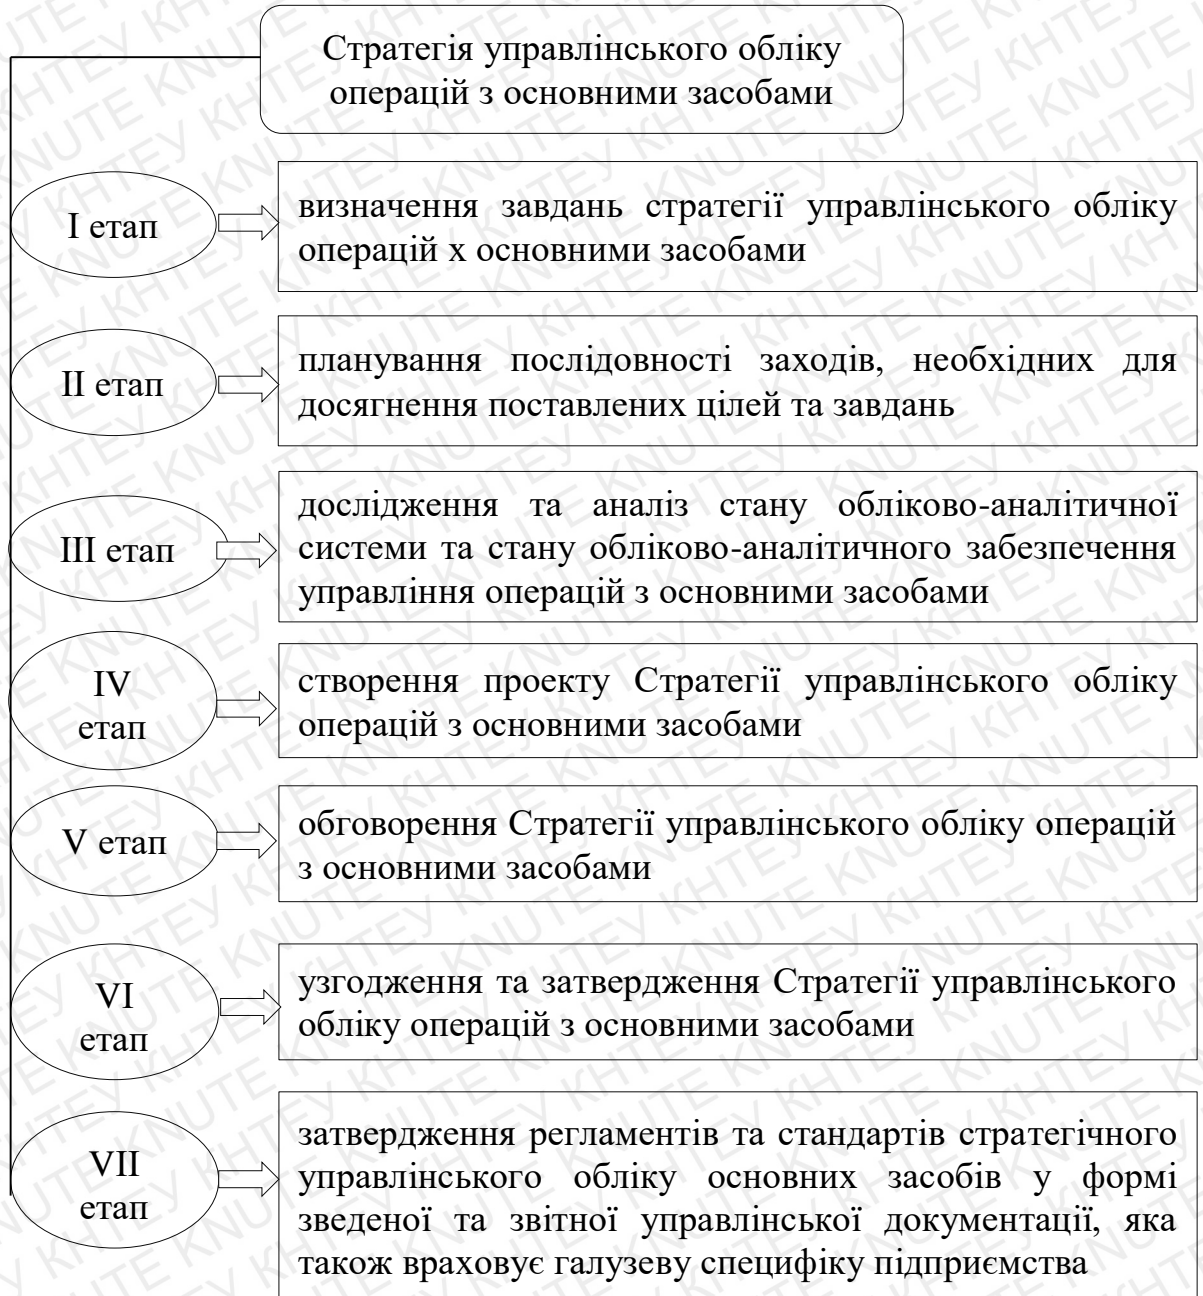 Стратегія управлінського обліку
операцій з основними засобами
I етап
визначення завдань стратегії управлінського обліку
операцій х основними засобами
II етап
планування послідовності заходів, необхідних для
досягнення поставлених цілей та завдань
III етап
дослідження та аналіз стану обліково-аналітичної
системи та стану обліково-аналітичного забезпечення
управління операцій з основними засобами
IV
етап
створення проекту Стратегії управлінського обліку
операцій з основними засобами
V етап
обговорення Стратегії управлінського обліку операцій
з основними засобами
VI
етап
узгодження та затвердження Стратегії управлінського
обліку операцій з основними засобами
VII
етап
затвердження регламентів та стандартів стратегічного
управлінського обліку основних засобів у формі
зведеної та звітної управлінської документації, яка
також враховує галузеву специфіку підприємства